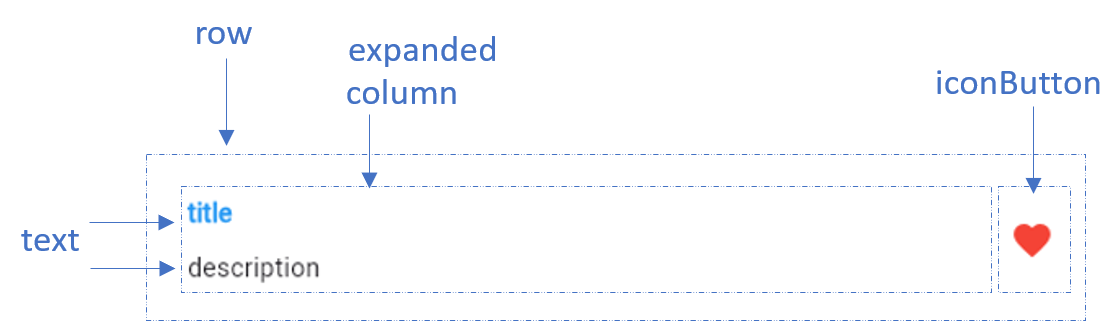 row
expanded
column
iconButton
title
text
description